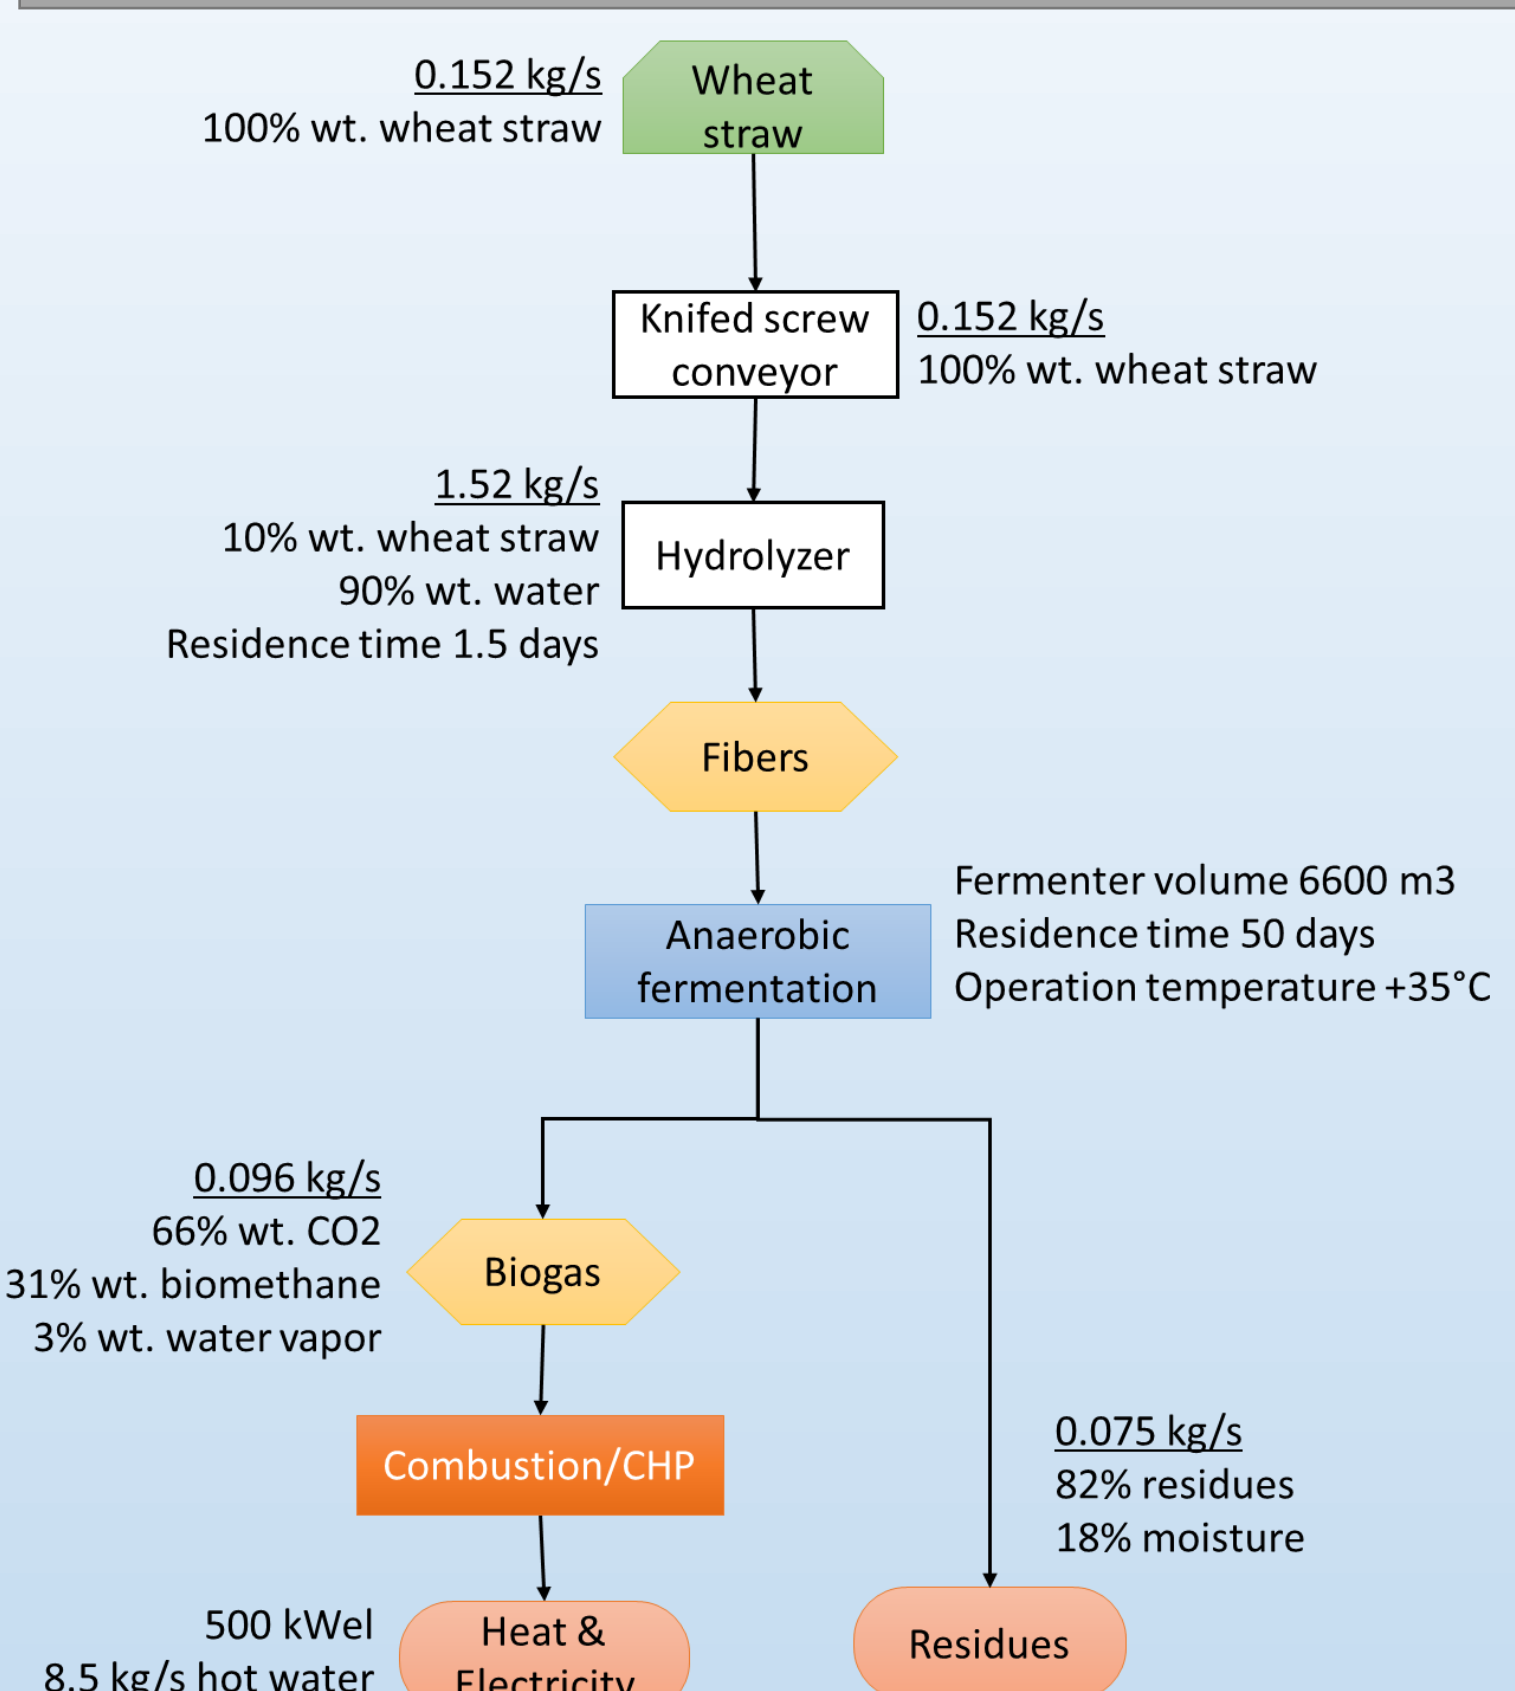 0.152 kg/s
100% wt. wheat straw
Wheat
straw
Knifed screw
conveyor
0.152 kg/s
100% wt. wheat straw
1.52 kg/s
10% wt. wheat straw
90% wt. water
Residence time 1.5 days
Hydrolyzer
Fibers
Anaerobic
fermentation
Fermenter volume 6600 m3
Residence time 50 days
Operation temperature +35°C
0.096 kg/s
66% wt. CO2
31% wt. biomethane
3% wt. water vapor
Biogas
Combustion/CHP
0.075 kg/s
82% residues
18% moisture
500 kWel
8.5 kg/s hot water
Heat &
Electricity
Residues